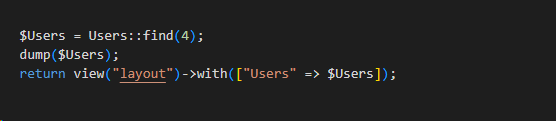 $Users = Users::find(4);
dump($Users);
return view("layout")->with(["Users" => $Users]);